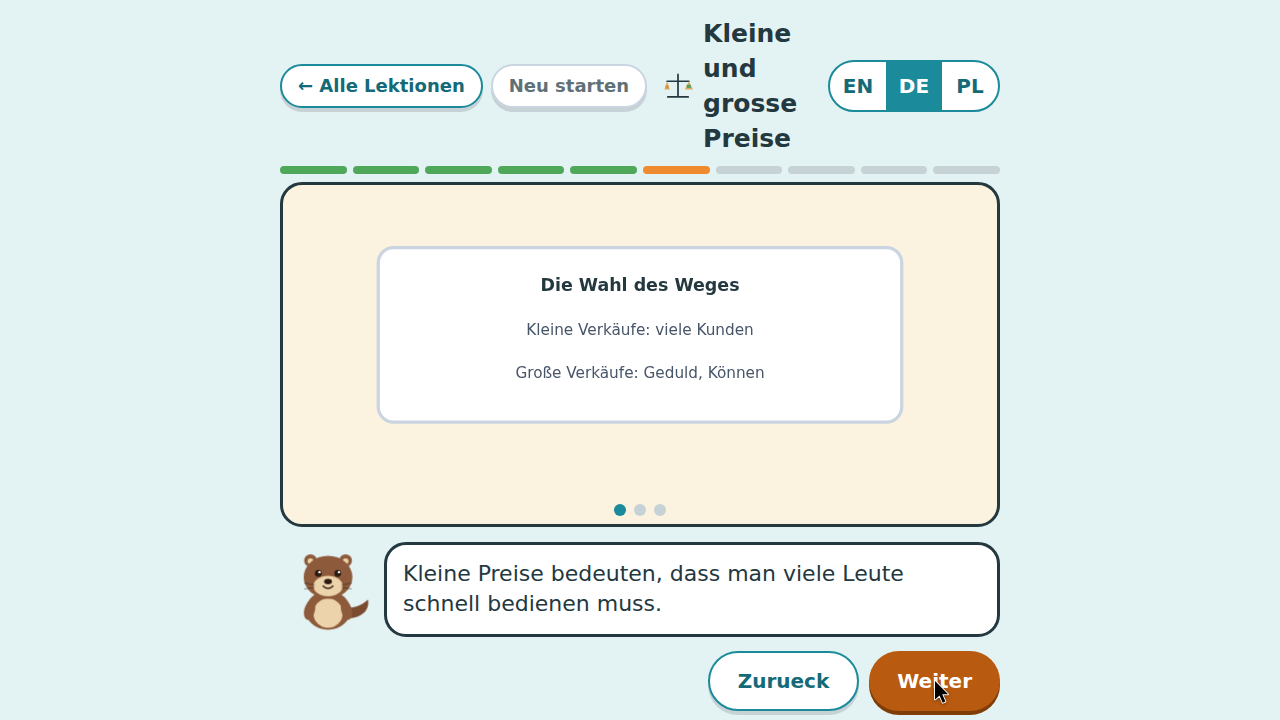 ← Alle Lektionen
Neu starten
Kleine
und
grosse
Preise
EN DE PL
Die Wahl des Weges
Kleine Verkäufe: viele Kunden
Große Verkäufe: Geduld, Können
Kleine Preise bedeuten, dass man viele Leute
schnell bedienen muss.
Zurueck
Weiter